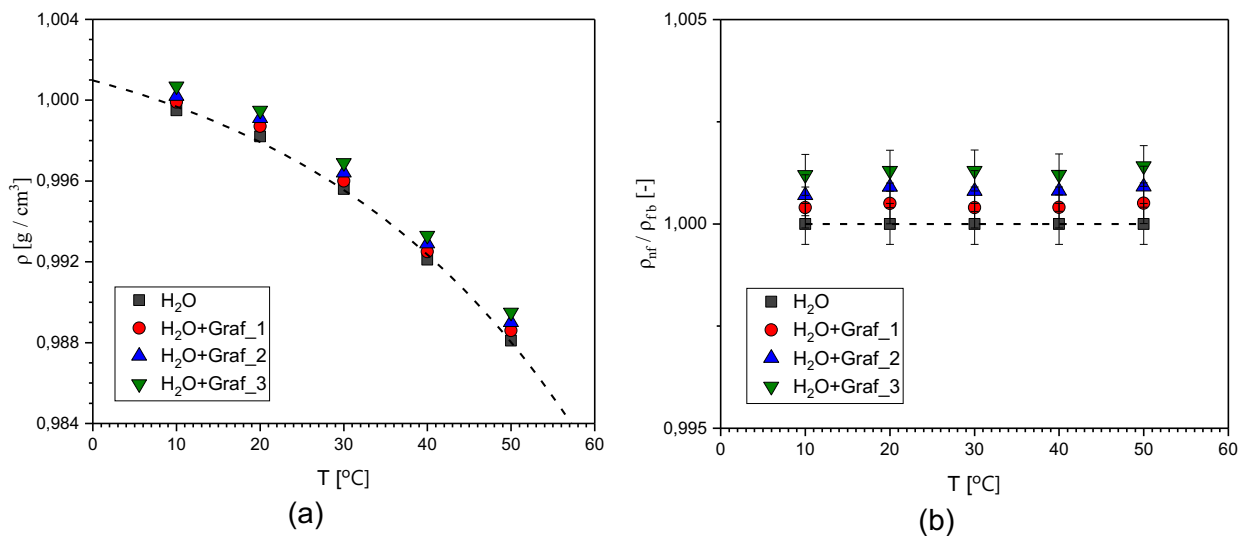 1,004
1,000
0,996
0,992
0,988
0,984
ρ [g / cm³]
H₂O
H₂O+Graf_1
H₂O+Graf_2
H₂O+Graf_3
0 10 20 30 40 50 60
T [ºC]
(a)
1,005
1,000
0,995
ρnf / ρfb [-]
H₂O
H₂O+Graf_1
H₂O+Graf_2
H₂O+Graf_3
0 10 20 30 40 50 60
T [ºC]
(b)